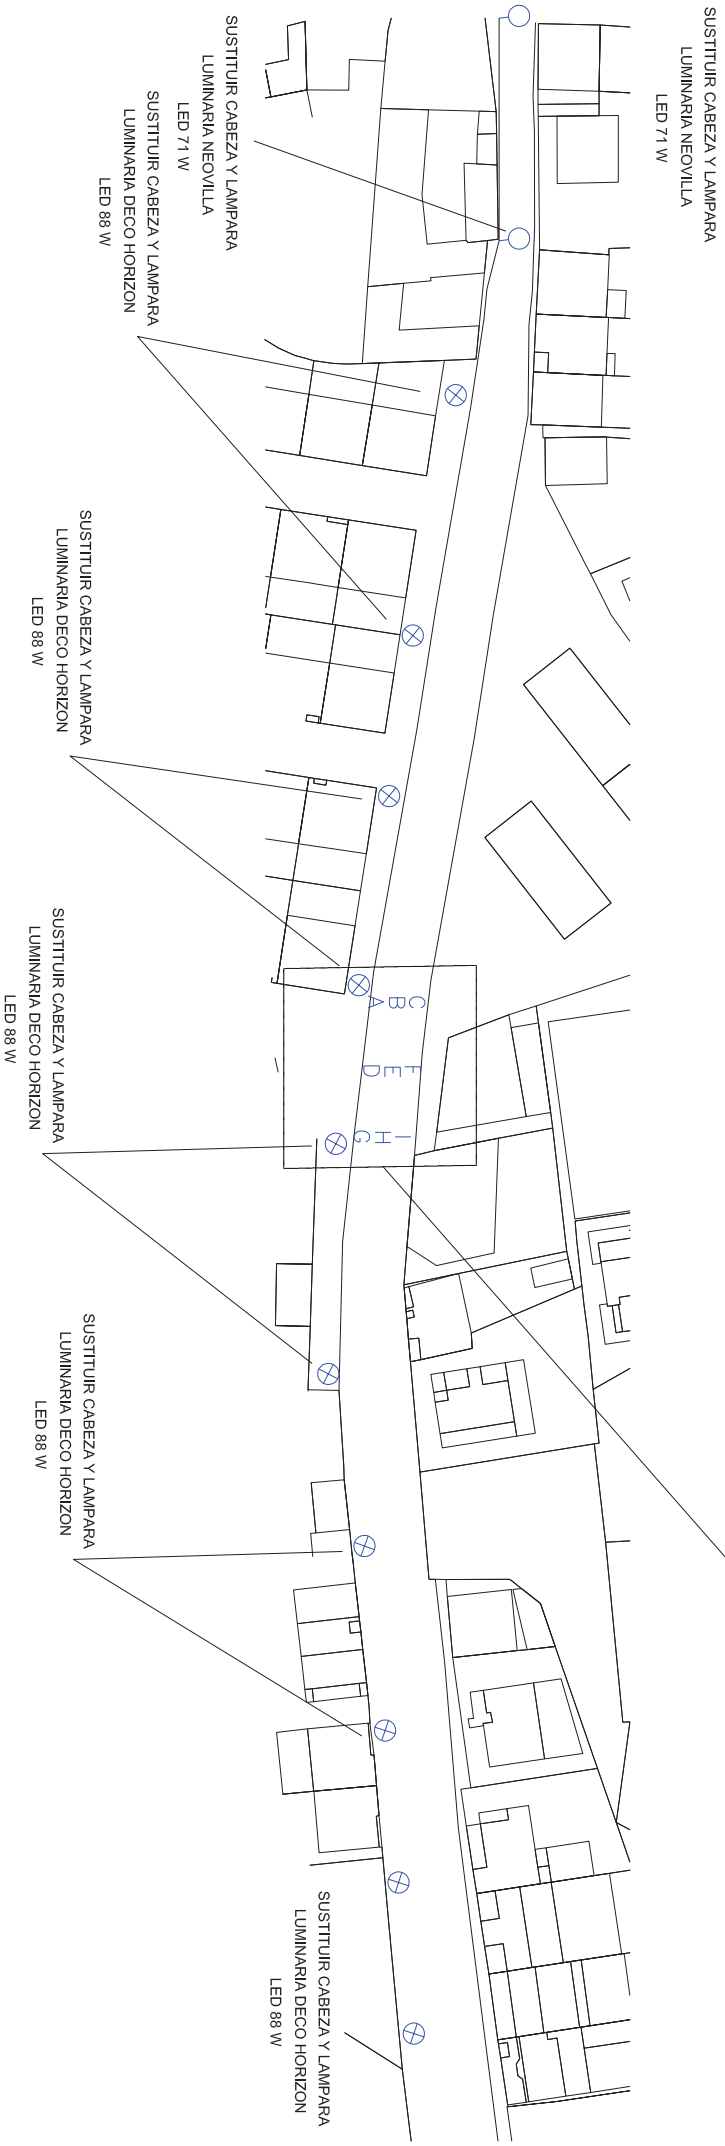 SUSTITUIR CABEZA Y LAMPARA
LUMINARIA NEOVILLA
LED 71 W
SUSTITUIR CABEZA Y LAMPARA
LUMINARIA NEOVILLA
LED 71 W
SUSTITUIR CABEZA Y LAMPARA
LUMINARIA DECO HORIZON
LED 88 W
SUSTITUIR CABEZA Y LAMPARA
LUMINARIA DECO HORIZON
LED 88 W
C
B
A
F
E
D
I
H
G
SUSTITUIR CABEZA Y LAMPARA
LUMINARIA DECO HORIZON
LED 88 W
SUSTITUIR CABEZA Y LAMPARA
LUMINARIA DECO HORIZON
LED 88 W
SUSTITUIR CABEZA Y LAMPARA
LUMINARIA DECO HORIZON
LED 88 W